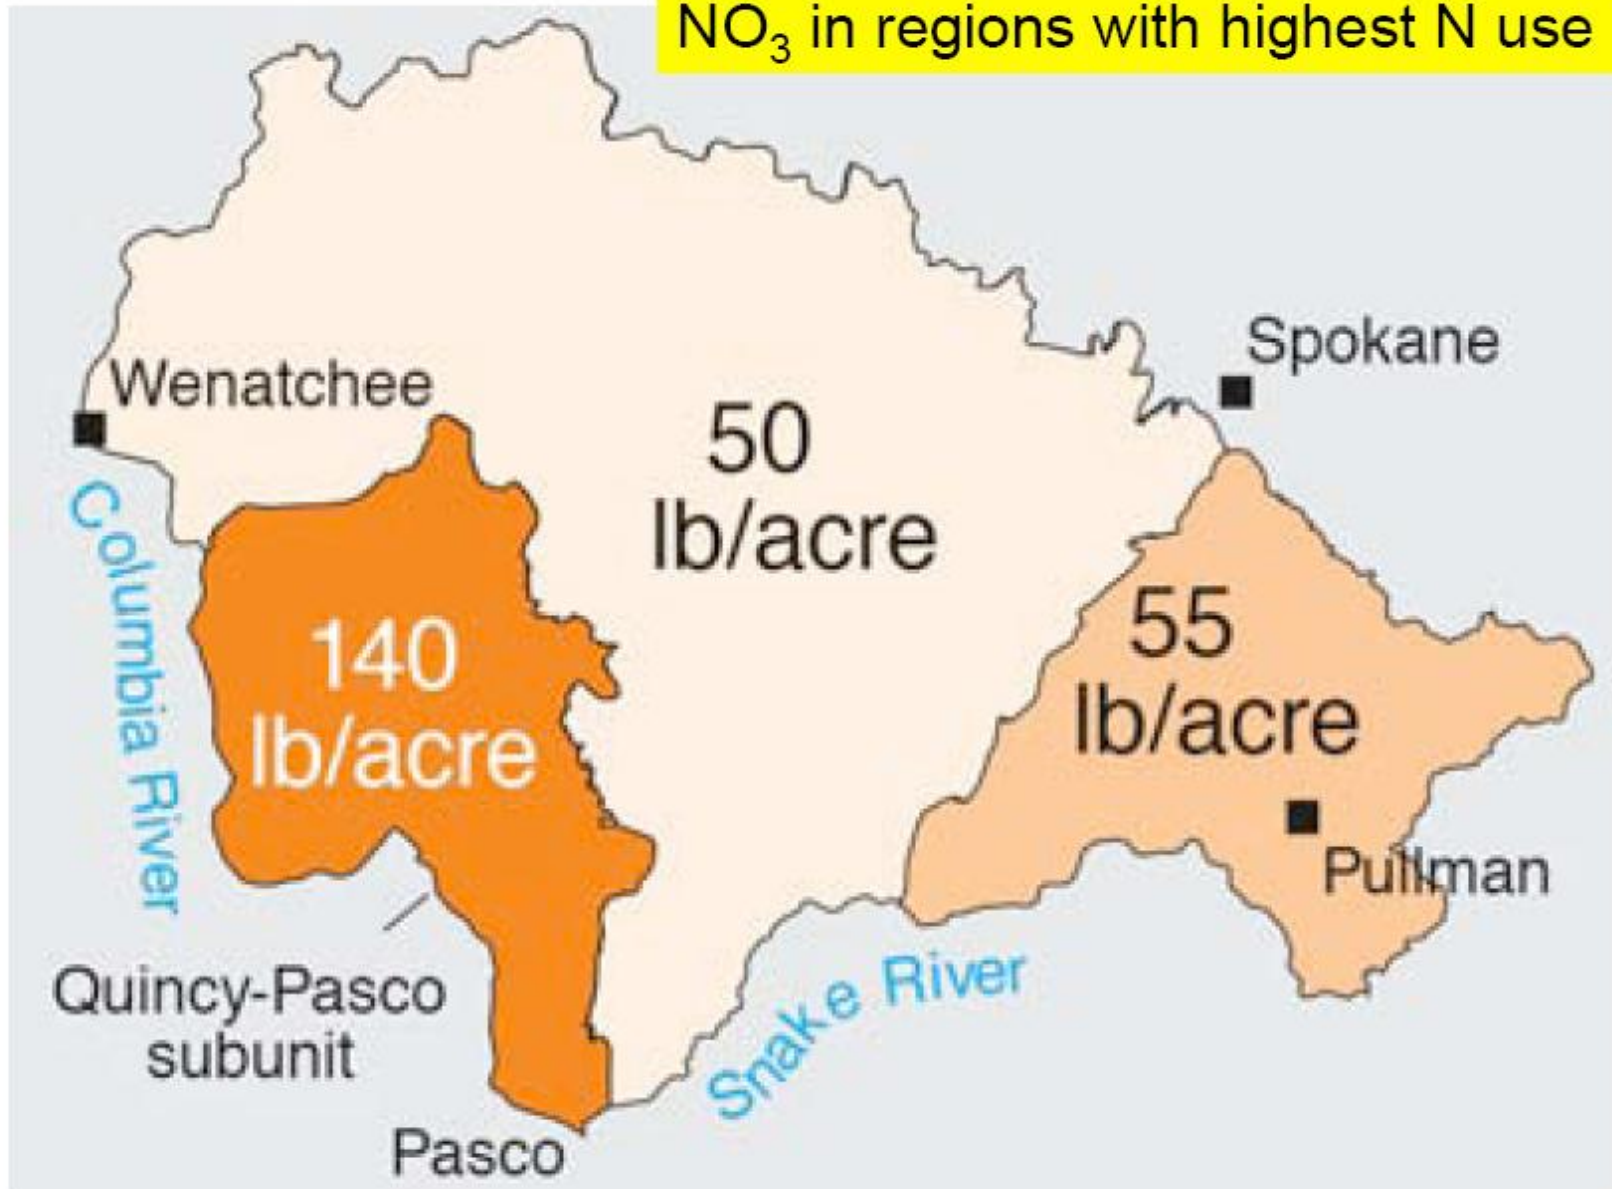 NO₃ in regions with highest N use
Spokane
Wenatchee
50
lb/acre
Columbia River
55
lb/acre
140
lb/acre
Pullman
Quincy-Pasco
subunit
Snake River
Pasco